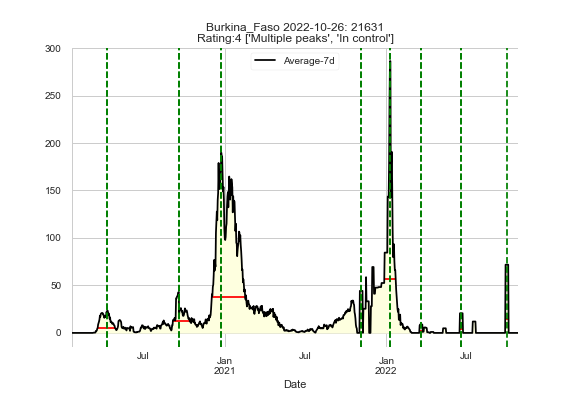 Burkina_Faso 2022-10-26: 21631
Rating:4 ['Multiple peaks', 'In control']
Average-7d
300
250
200
150
100
50
0
Jul
Jan
2021
Jul
Jan
2022
Jul
Date